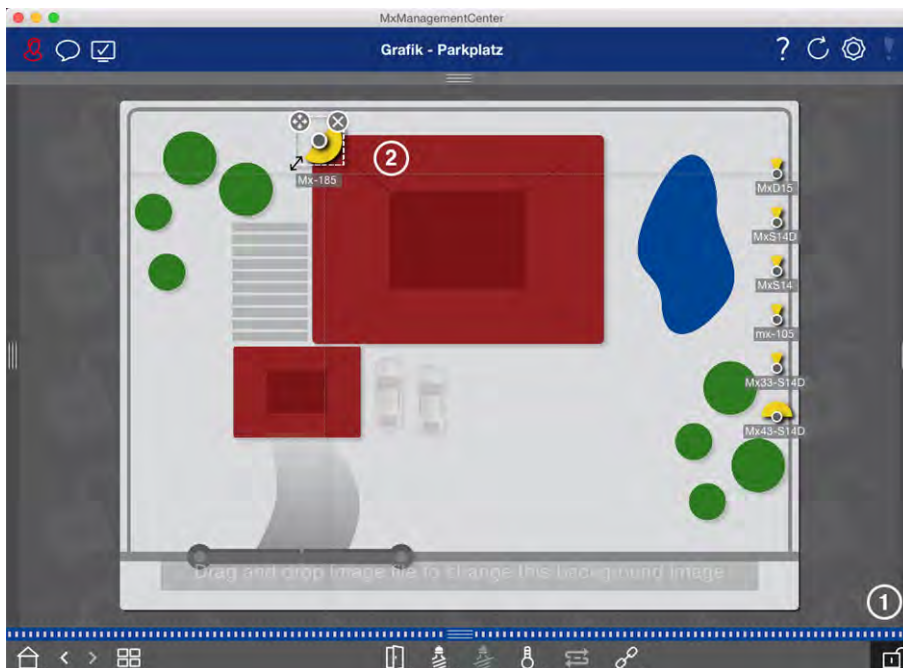 MxManagementCenter
Grafik - Parkplatz
?
2
Mx-185
MxD15
MxS14D
MxS14
mx-105
Mx33-S14D
Mx43-S14D
Drag and drop image file to change this background image
1